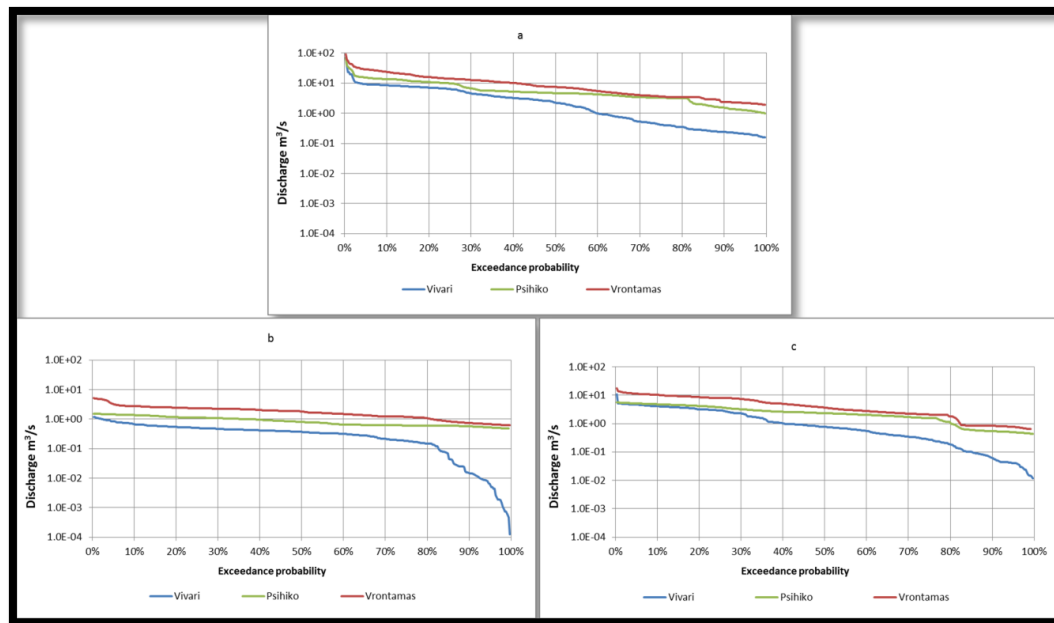 a
1.0E+02
1.0E+01
1.0E+00
1.0E-01
1.0E-02
1.0E-03
1.0E-04
Discharge m³/s
0% 10% 20% 30% 40% 50% 60% 70% 80% 90% 100%
Exceedance probability
Vivari Psihiko Vrontamas
b
1.0E+02
1.0E+01
1.0E+00
1.0E-01
1.0E-02
1.0E-03
1.0E-04
Discharge m³/s
0% 10% 20% 30% 40% 50% 60% 70% 80% 90% 100%
Exceedance probability
Vivari Psihiko Vrontamas
c
1.0E+02
1.0E+01
1.0E+00
1.0E-01
1.0E-02
1.0E-03
1.0E-04
Discharge m³/s
0% 10% 20% 30% 40% 50% 60% 70% 80% 90% 100%
Exceedance probability
Vivari Psihiko Vrontamas